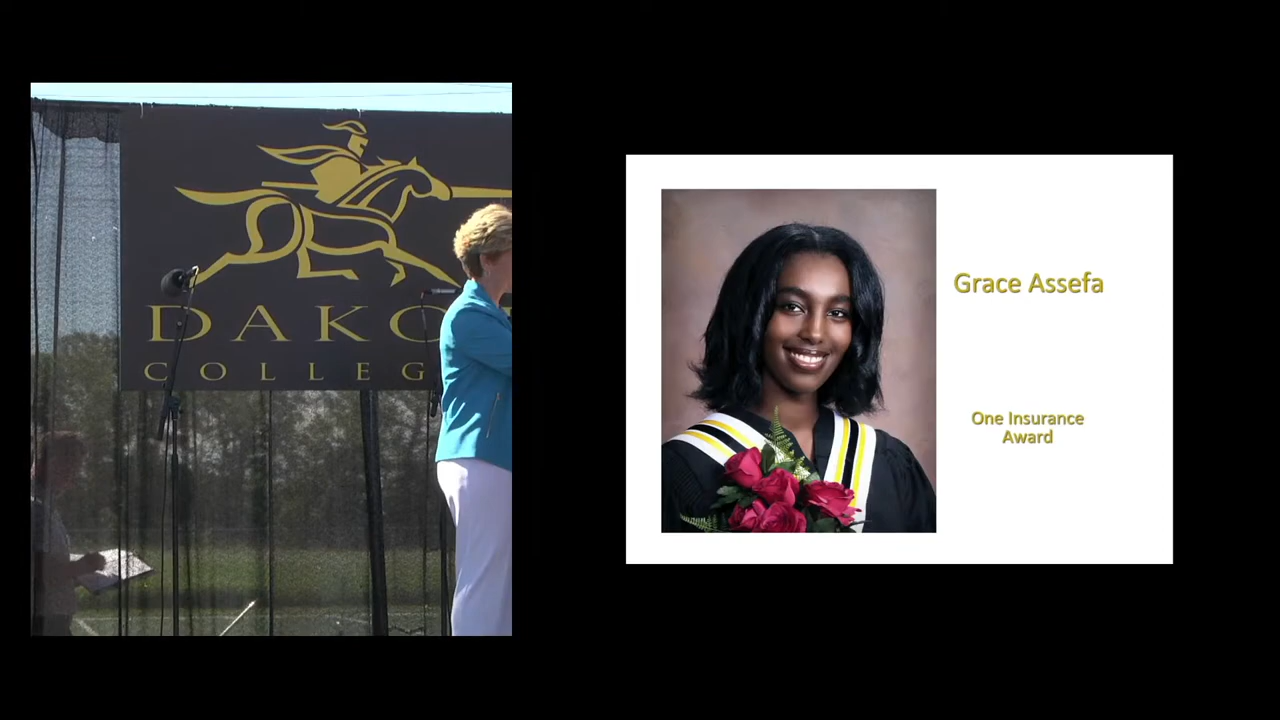 DAKO
COLLEG
Grace Assefa
One Insurance
Award